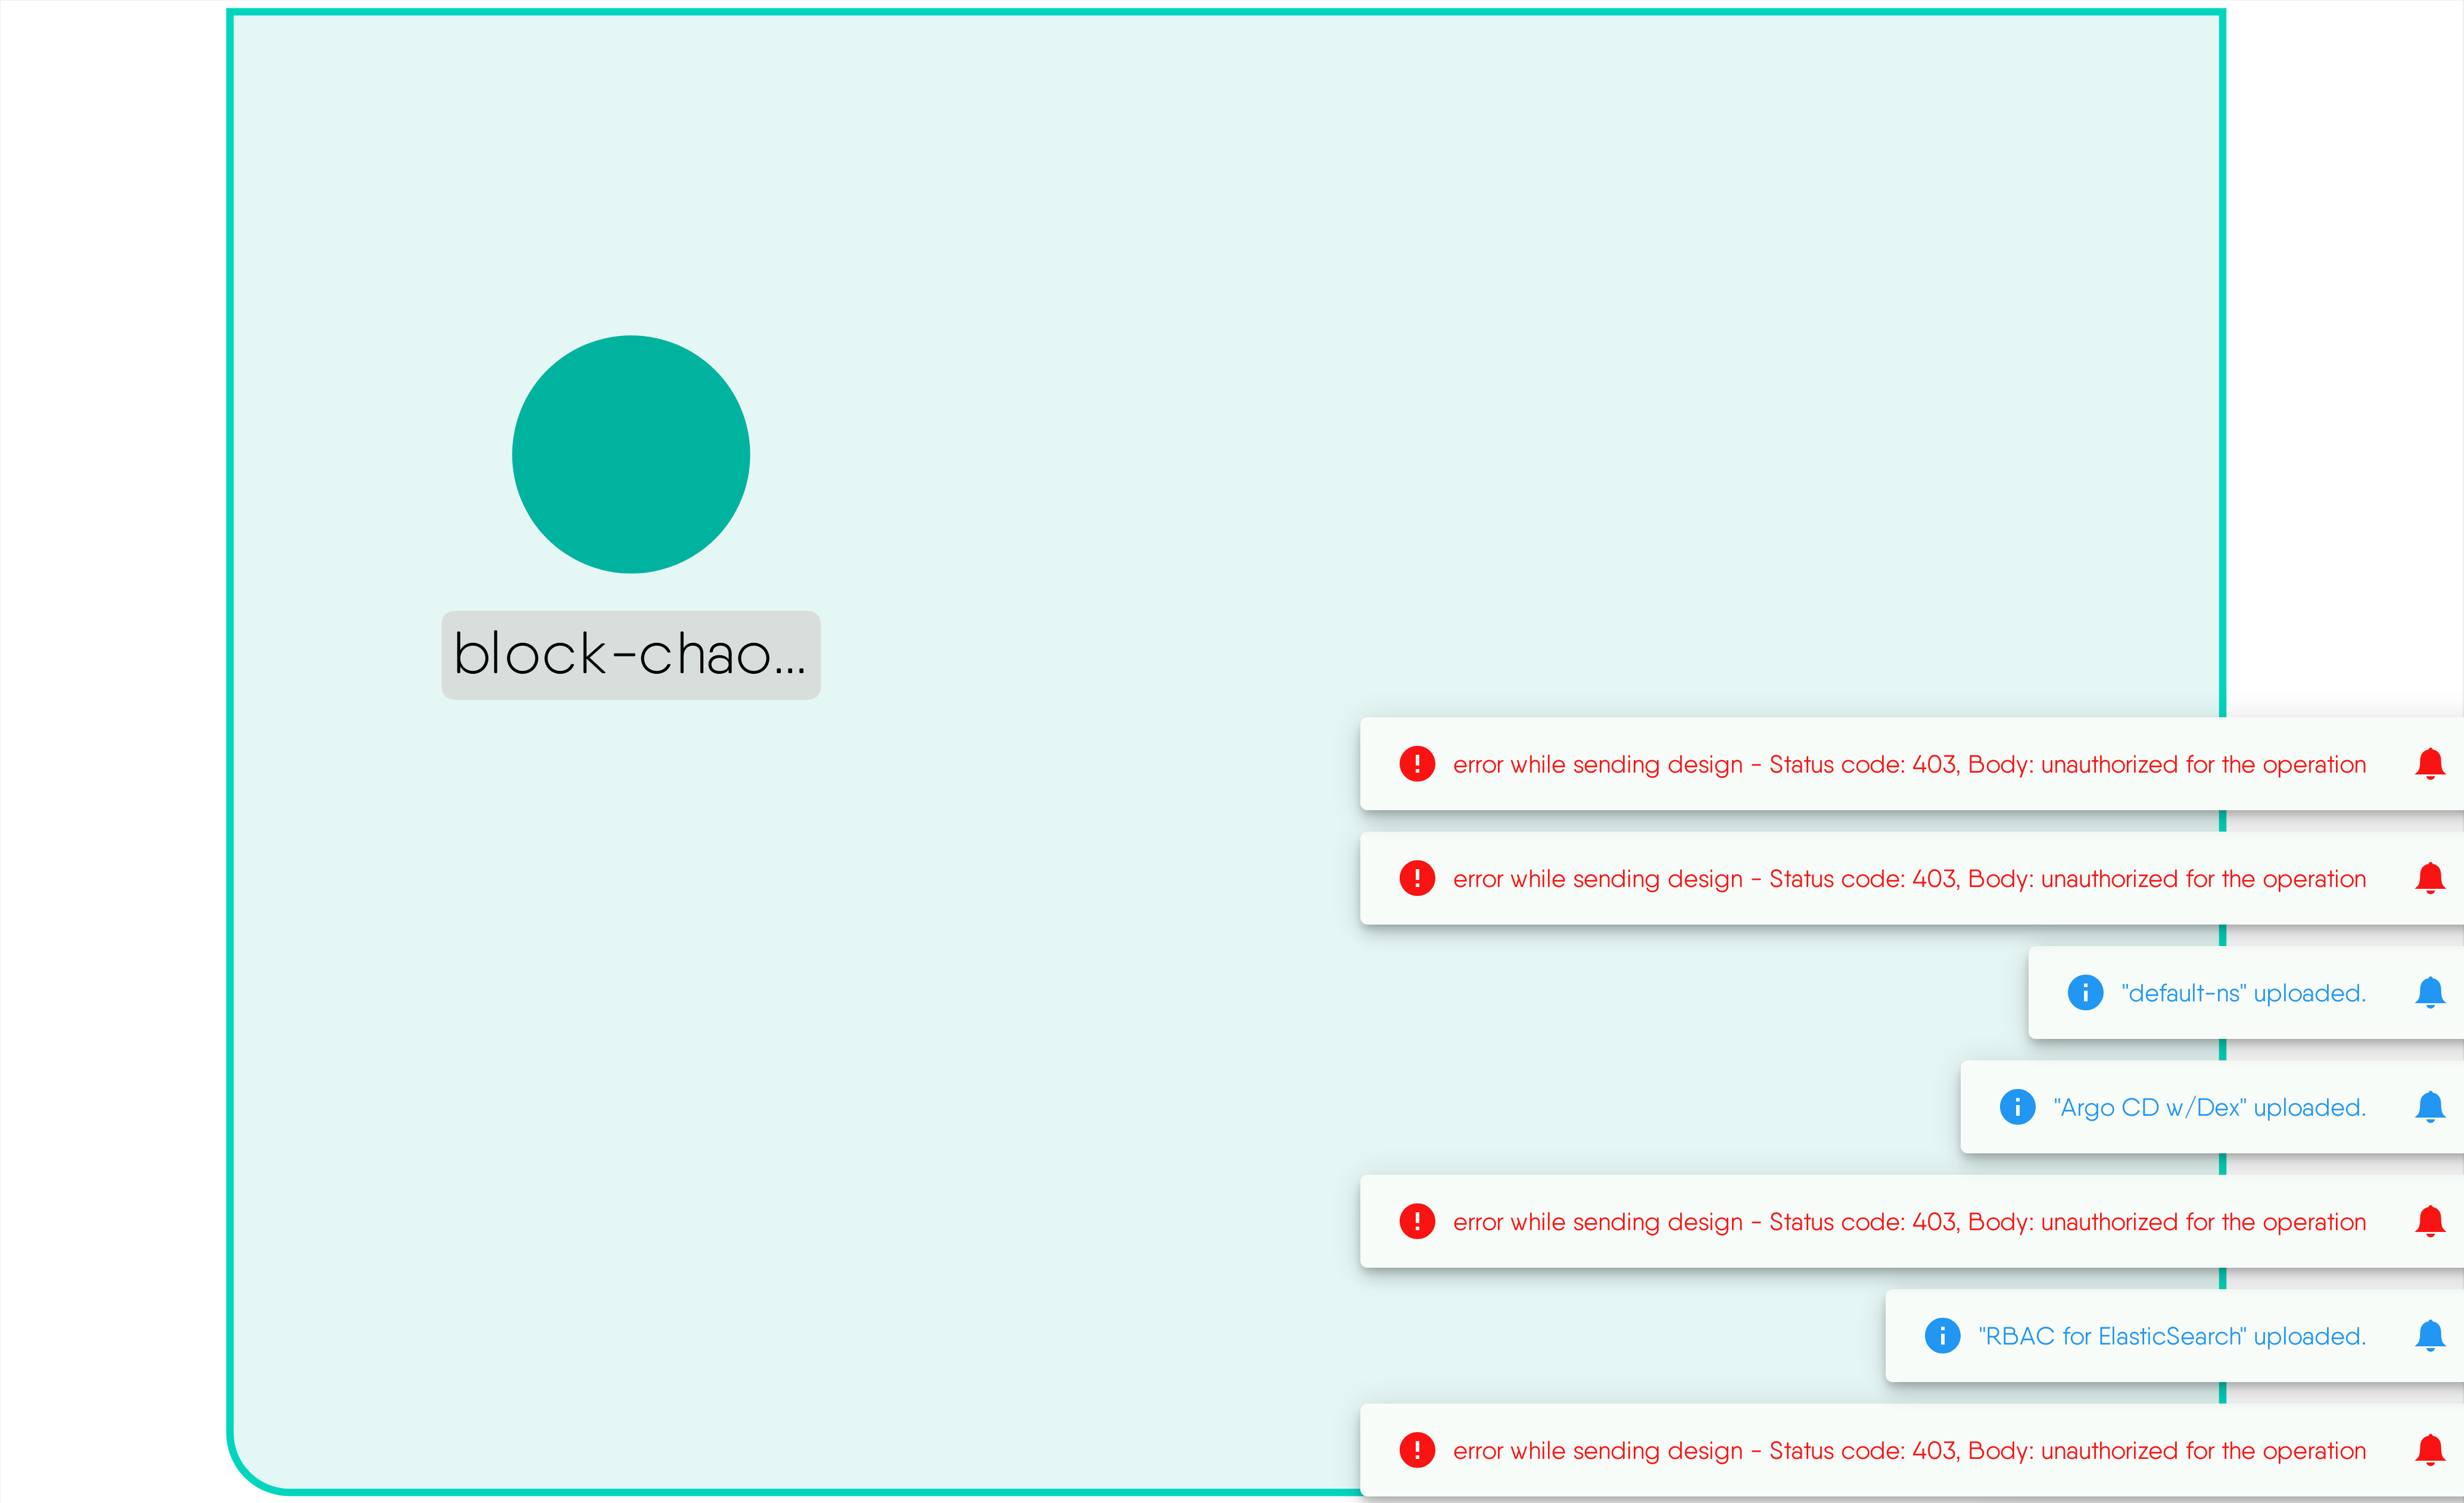 block-chao...
error while sending design - Status code: 403, Body: unauthorized for the operation
error while sending design - Status code: 403, Body: unauthorized for the operation
"default-ns" uploaded.
"Argo CD w/Dex" uploaded.
error while sending design - Status code: 403, Body: unauthorized for the operation
"RBAC for ElasticSearch" uploaded.
error while sending design - Status code: 403, Body: unauthorized for the operation